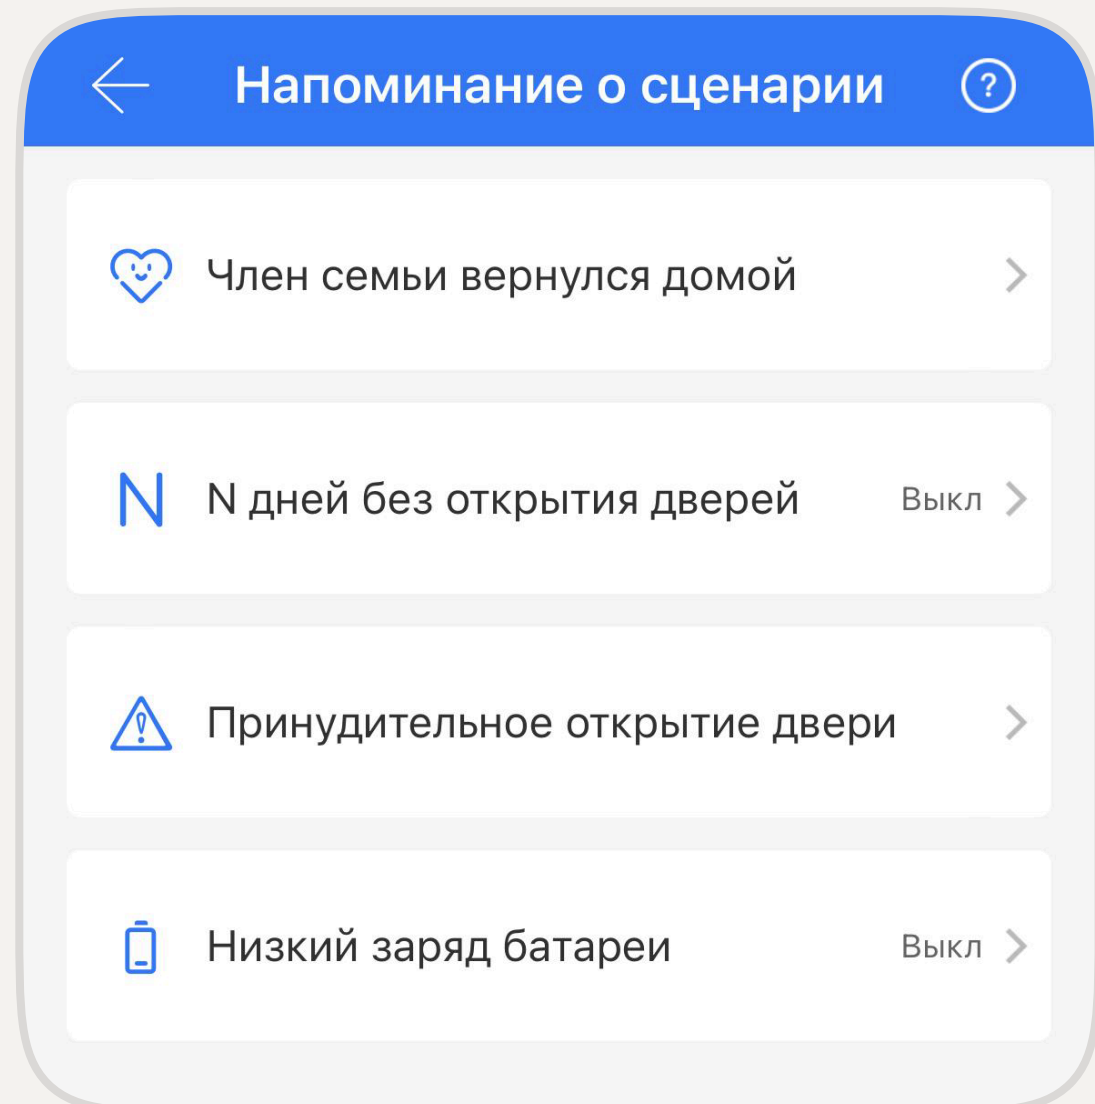 Напоминание о сценарии ?
Член семьи вернулся домой
N N дней без открытия дверей Выкл
Принудительное открытие двери
Низкий заряд батареи Выкл